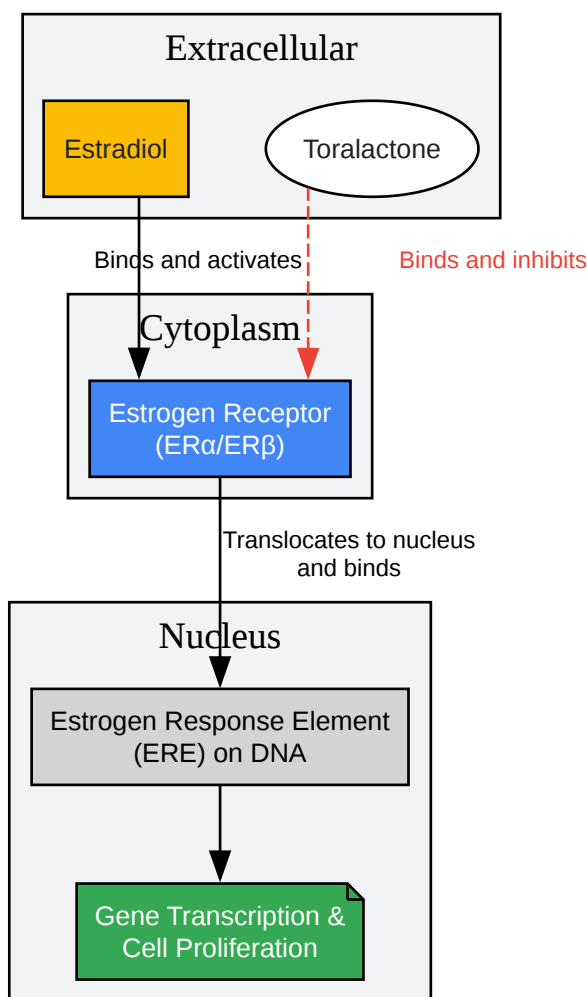 Extracellular
Estradiol
Toralactone
Binds and activates
Binds and inhibits
Cytoplasm
Estrogen Receptor
(ERα/ERβ)
Translocates to nucleus
and binds
Nucleus
Estrogen Response Element
(ERE) on DNA
Gene Transcription &
Cell Proliferation